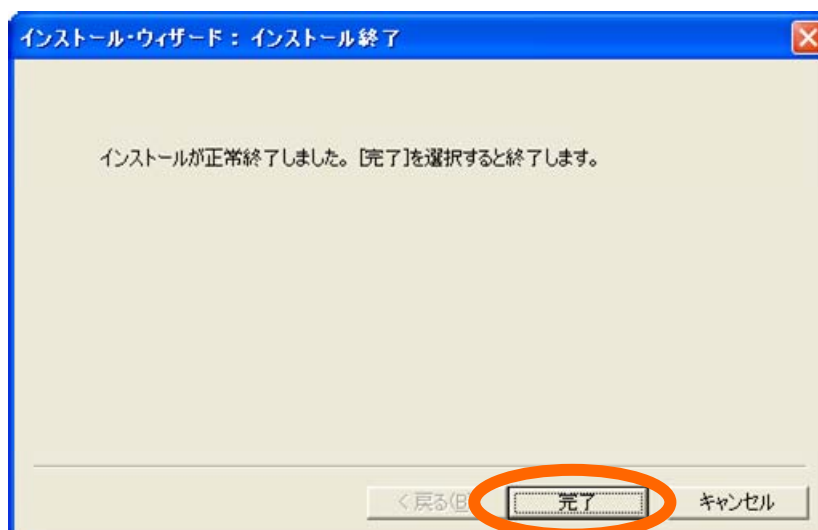 インストール・ウィザード： インストール終了
インストールが正常終了しました。[完了]を選択すると終了します。
< 戻る(B 完了 キャンセル